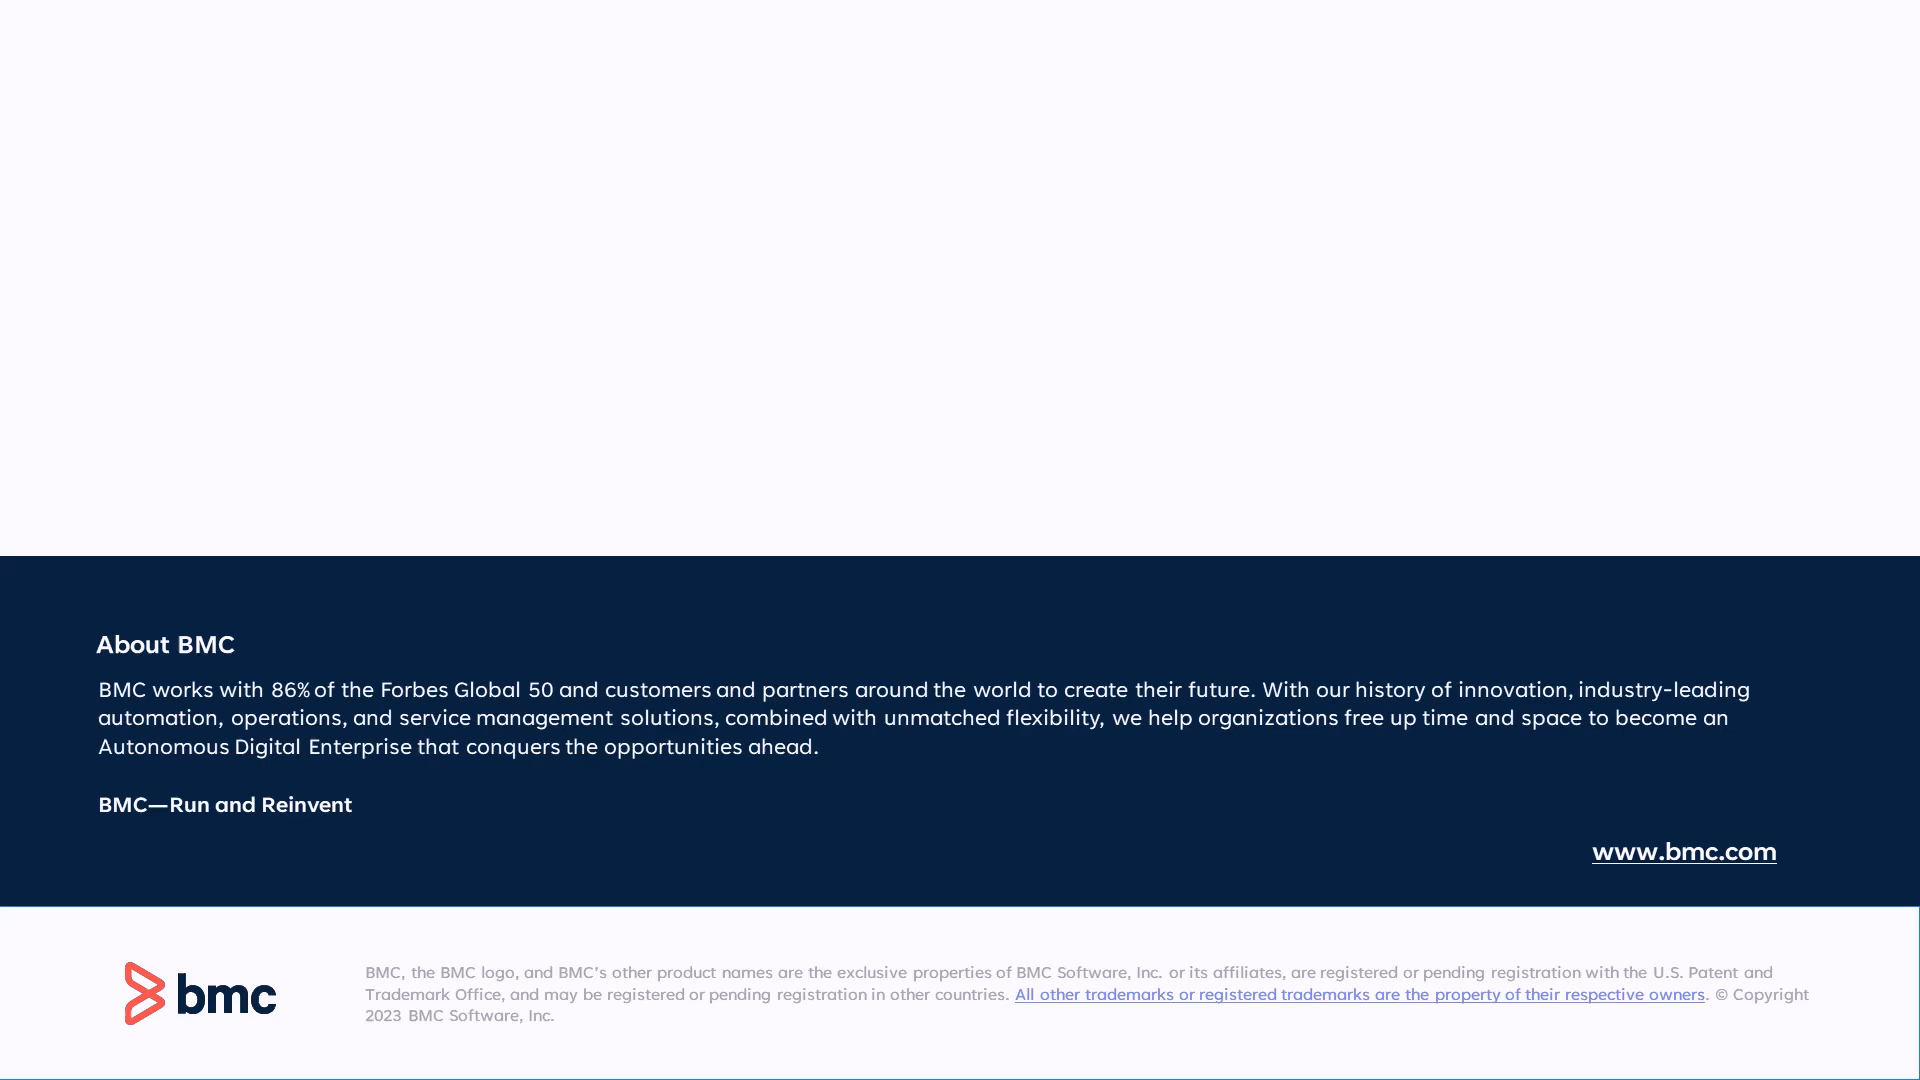 About BMC
BMC works with 86% of the Forbes Global 50 and customers and partners around the world to create their future. With our history of innovation, industry-leading
automation, operations, and service management solutions, combined with unmatched flexibility, we help organizations free up time and space to become an
Autonomous Digital Enterprise that conquers the opportunities ahead.
BMC—Run and Reinvent
www.bmc.com
bmc
BMC, the BMC logo, and BMC’s other product names are the exclusive properties of BMC Software, Inc. or its affiliates, are registered or pending registration with the U.S. Patent and
Trademark Office, and may be registered or pending registration in other countries. All other trademarks or registered trademarks are the property of their respective owners. © Copyright
2023 BMC Software, Inc.